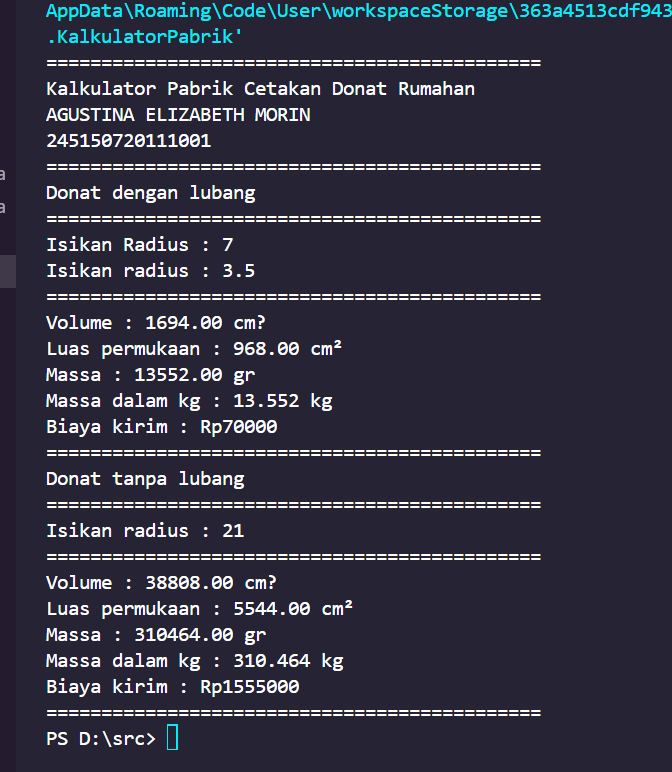 AppData\Roaming\Code\User\workspaceStorage\363a4513cdf943
.KalkulatorPabrik'
=============================================
Kalkulator Pabrik Cetakan Donat Rumahan
AGUSTINA ELIZABETH MORIN
245150720111001
=============================================
Donat dengan lubang
=============================================
Isikan Radius : 7
Isikan radius : 3.5
=============================================
Volume : 1694.00 cm?
Luas permukaan : 968.00 cm²
Massa : 13552.00 gr
Massa dalam kg : 13.552 kg
Biaya kirim : Rp70000
=============================================
Donat tanpa lubang
=============================================
Isikan radius : 21
=============================================
Volume : 38808.00 cm?
Luas permukaan : 5544.00 cm²
Massa : 310464.00 gr
Massa dalam kg : 310.464 kg
Biaya kirim : Rp1555000
=============================================
PS D:\src>